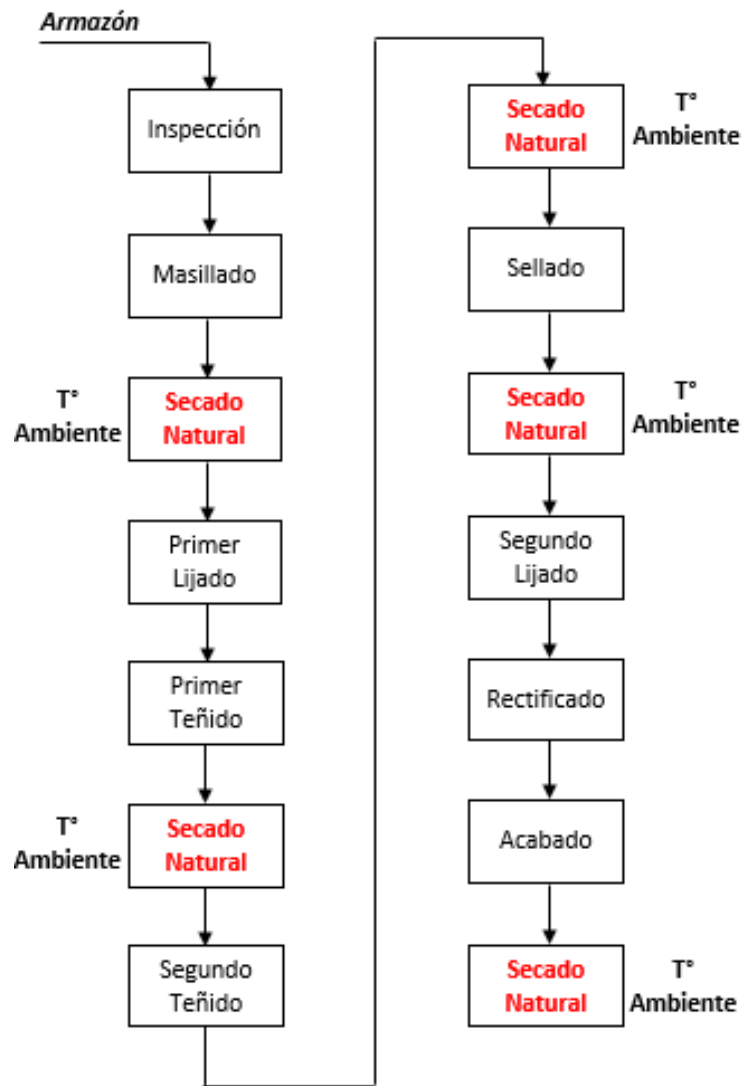 Armazón
Inspección
Masillado
T°
Ambiente
Secado
Natural
Primer
Lijado
Primer
Teñido
T°
Ambiente
Secado
Natural
Segundo
Teñido
Secado
Natural
T°
Ambiente
Sellado
Secado
Natural
T°
Ambiente
Segundo
Lijado
Rectificado
Acabado
Secado
Natural
T°
Ambiente